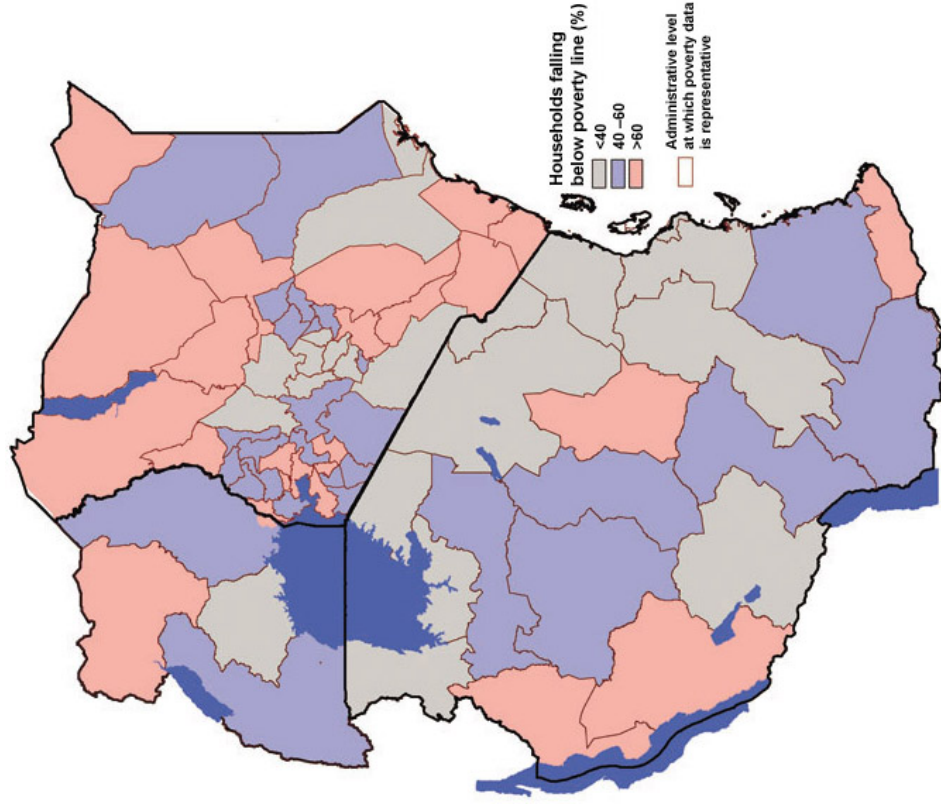 Households falling
below poverty line (%)
<40
40 –60
>60
Administrative level
at which poverty data
is representative